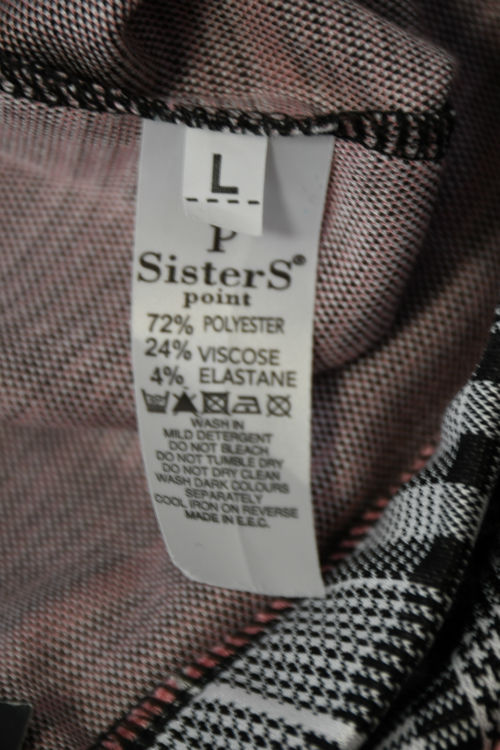 L
P
SisterS®
point
72% POLYESTER
24% VISCOSE
4% ELASTANE
WASH IN
MILD DETERGENT
DO NOT BLEACH
DO NOT TUMBLE DRY
DO NOT DRY CLEAN
WASH DARK COLOURS
SEPARATELY
COOL IRON ON REVERSE
MADE IN E.E.C.